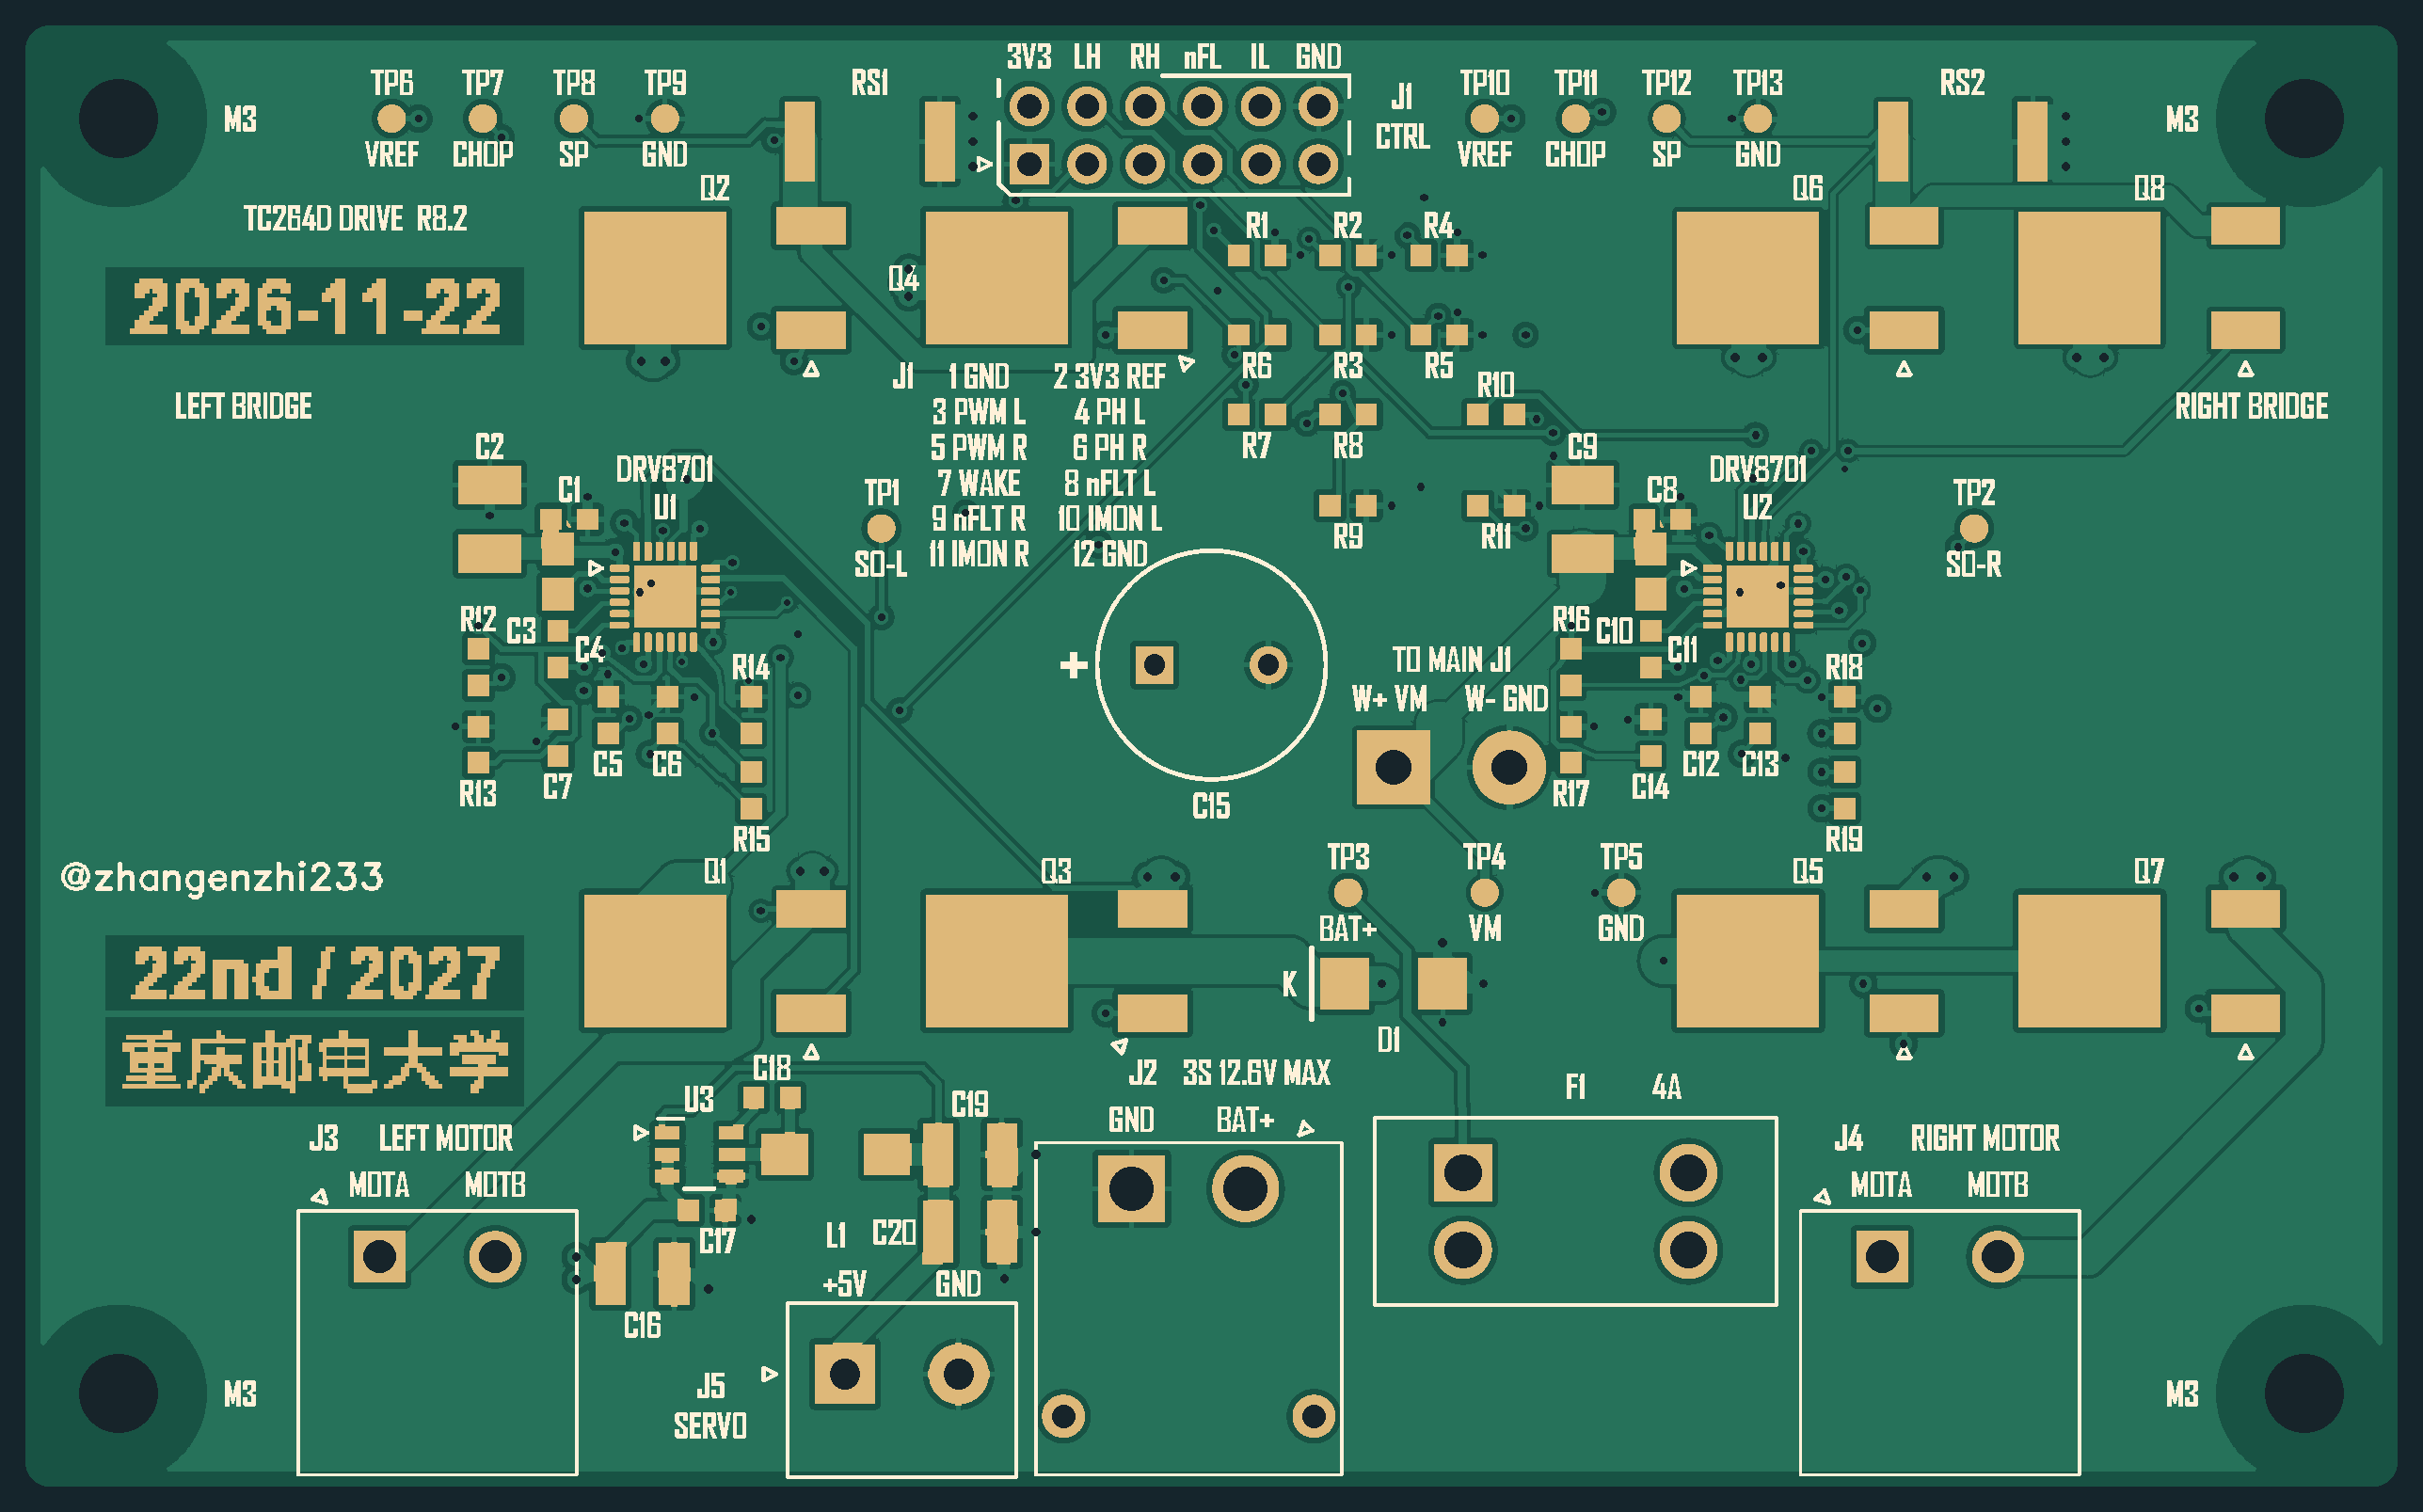 3V3 LH RH nFL IL GND
TP6 TP7 TP8 TP9 RS1 J1 CTRL TP10 TP11 TP12 TP13 RS2
M3 M3
VREF CHOP SP GND VREF CHOP SP GND
Q2 Q6 Q8
TC264D DRIVE R8.2
R1 R2 R4
Q4
2026-11-22
R6 R3 R5
J1 1 GND 2 3V3 REF
3 PWM L 4 PH L
5 PWM R 6 PH R
7 WAKE 8 nFLT L
9 nFLT R 10 IMON L
11 IMON R 12 GND
R10
LEFT BRIDGE RIGHT BRIDGE
R7 R8
C2 C9
DRV8701 DRV8701
C1 U1 TP1 C8 U2 TP2
R9 R11
SO-L SO-R
R12 C3 C4 R16 C10 C11
R14 TO MAIN J1 R18
W+ VM W- GND
+
C5 C6 C12 C13
R13 C7 R17 C14
C15
R15 R19
TP3 TP4 TP5
Q1 Q3 Q5 Q7
@zhangenzhi233
BAT+ VM GND
22nd / 2027
K
D1
重庆邮电大学
C18 J2 3S 12.6V MAX
F1 4A
U3 C19
GND BAT+
J3 LEFT MOTOR J4 RIGHT MOTOR
MOTA MOTB MOTA MOTB
C17 L1 C20
+5V GND
C16
J5
SERVO
M3 M3